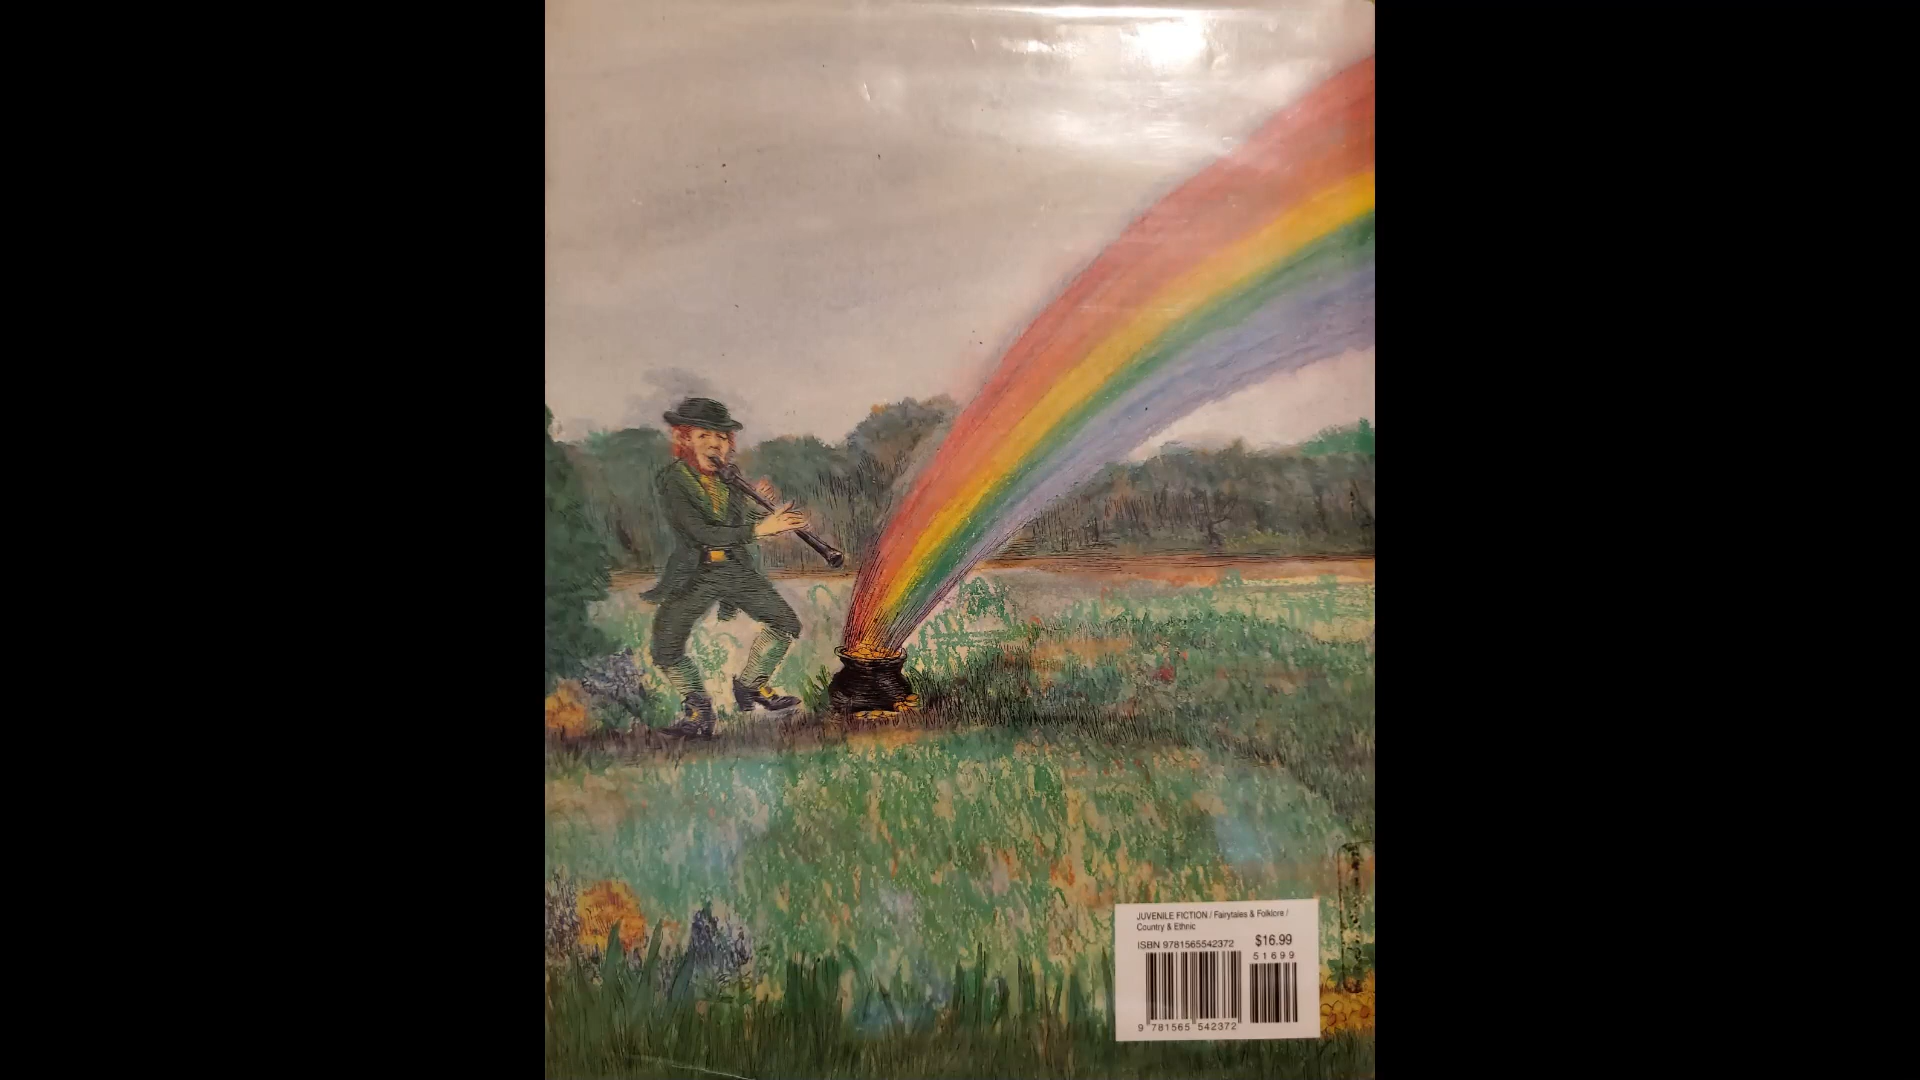 JUVENILE FICTION / Fairytales & Folklore /
Country & Ethnic
ISBN 9781565542372
$16.99
51699
9 781565 542372